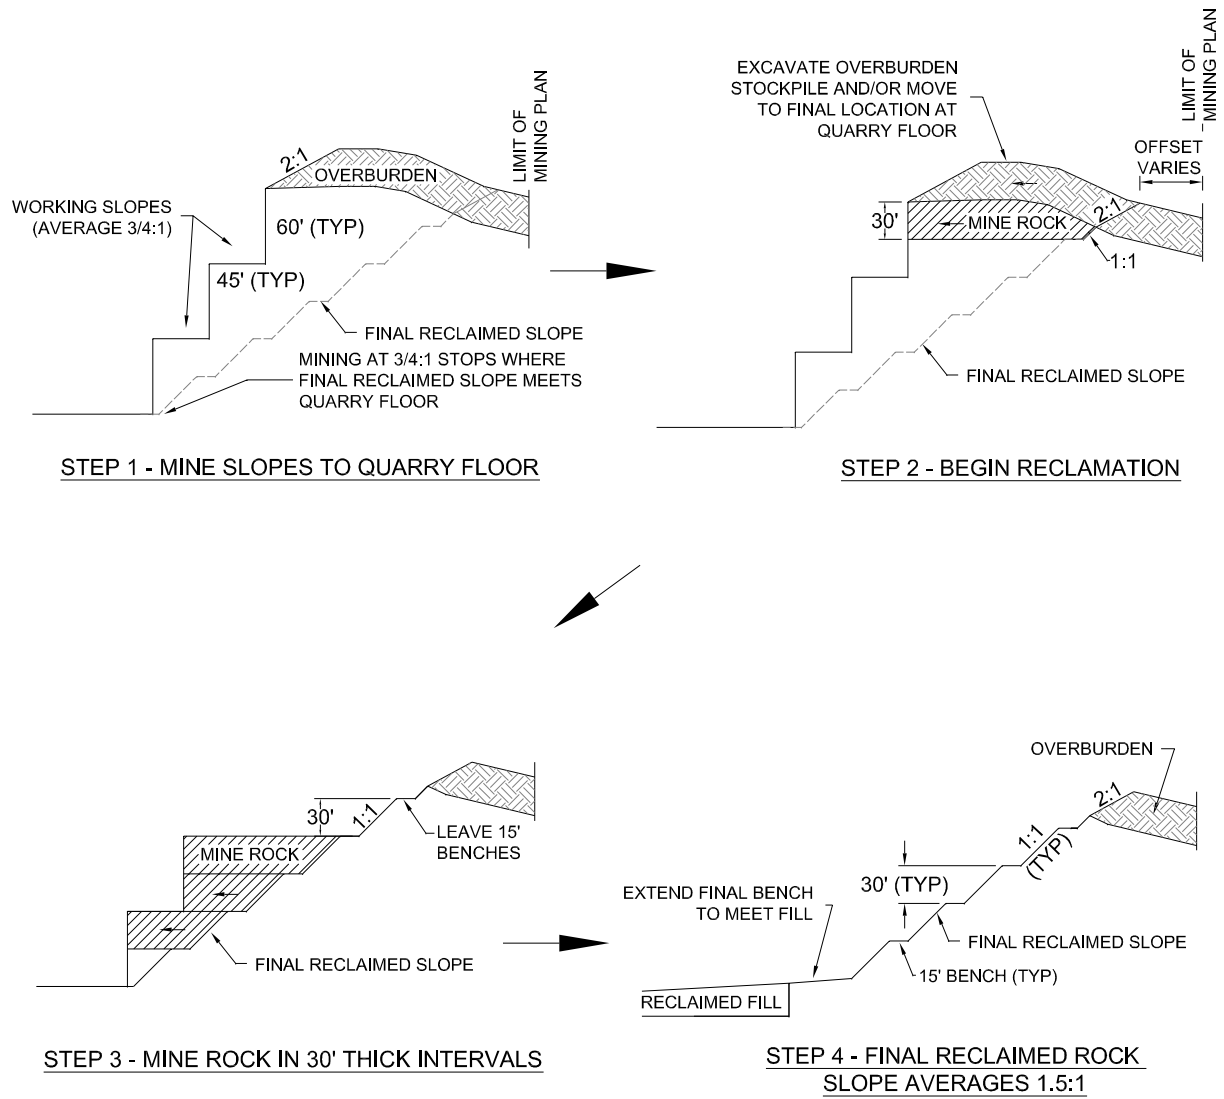 LIMIT OF
MINING PLAN
2:1
OVERBURDEN
WORKING SLOPES
(AVERAGE 3/4:1)
60' (TYP)
45' (TYP)
FINAL RECLAIMED SLOPE
MINING AT 3/4:1 STOPS WHERE
FINAL RECLAIMED SLOPE MEETS
QUARRY FLOOR
STEP 1 - MINE SLOPES TO QUARRY FLOOR
EXCAVATE OVERBURDEN
STOCKPILE AND/OR MOVE
TO FINAL LOCATION AT
QUARRY FLOOR
LIMIT OF
MINING PLAN
OFFSET
VARIES
30'
MINE ROCK
2:1
1:1
FINAL RECLAIMED SLOPE
STEP 2 - BEGIN RECLAMATION
30'
1:1
LEAVE 15'
BENCHES
MINE ROCK
FINAL RECLAIMED SLOPE
STEP 3 - MINE ROCK IN 30' THICK INTERVALS
OVERBURDEN
2:1
1:1
(TYP)
30' (TYP)
EXTEND FINAL BENCH
TO MEET FILL
FINAL RECLAIMED SLOPE
15' BENCH (TYP)
RECLAIMED FILL
STEP 4 - FINAL RECLAIMED ROCK
SLOPE AVERAGES 1.5:1